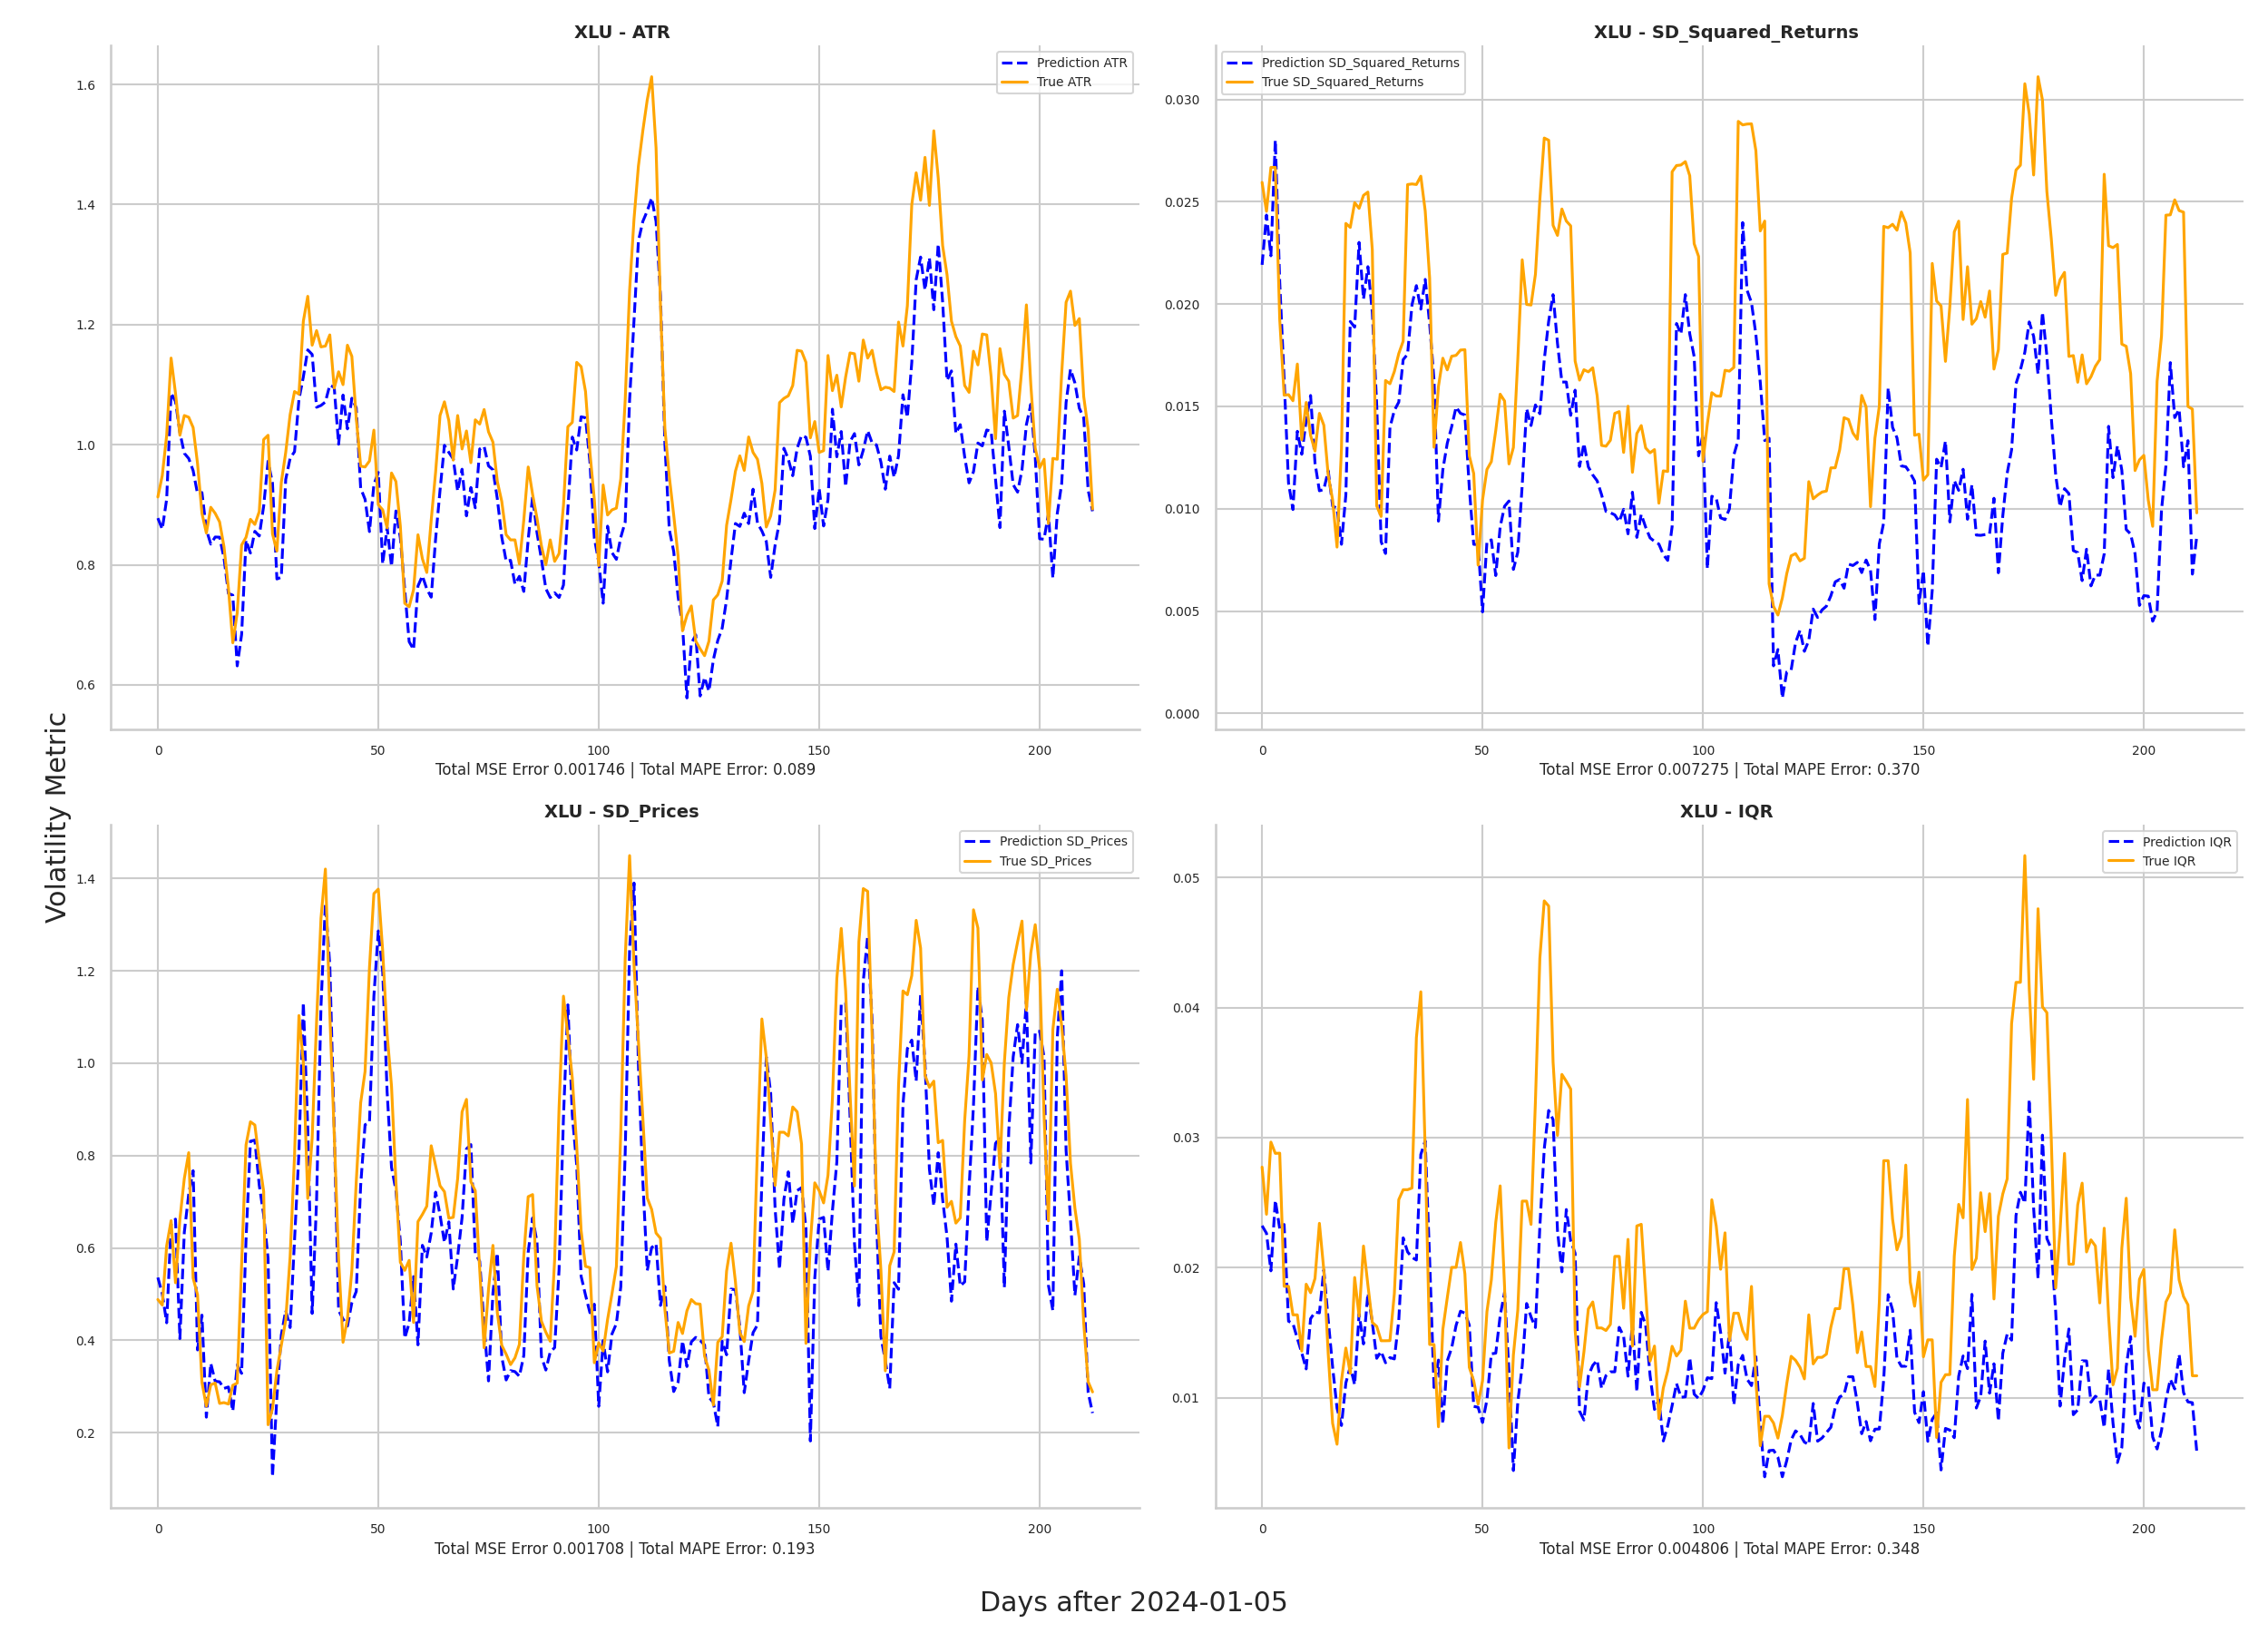 XLU - ATR
Prediction ATR
True ATR
1.6
1.4
1.2
1.0
0.8
0.6
0
50
100
150
200
Total MSE Error 0.001746 | Total MAPE Error: 0.089
XLU - SD_Squared_Returns
Prediction SD_Squared_Returns
True SD_Squared_Returns
0.030
0.025
0.020
0.015
0.010
0.005
0.000
0
50
100
150
200
Total MSE Error 0.007275 | Total MAPE Error: 0.370
Volatility Metric
XLU - SD_Prices
Prediction SD_Prices
True SD_Prices
1.4
1.2
1.0
0.8
0.6
0.4
0.2
0
50
100
150
200
Total MSE Error 0.001708 | Total MAPE Error: 0.193
XLU - IQR
Prediction IQR
True IQR
0.05
0.04
0.03
0.02
0.01
0
50
100
150
200
Total MSE Error 0.004806 | Total MAPE Error: 0.348
Days after 2024-01-05